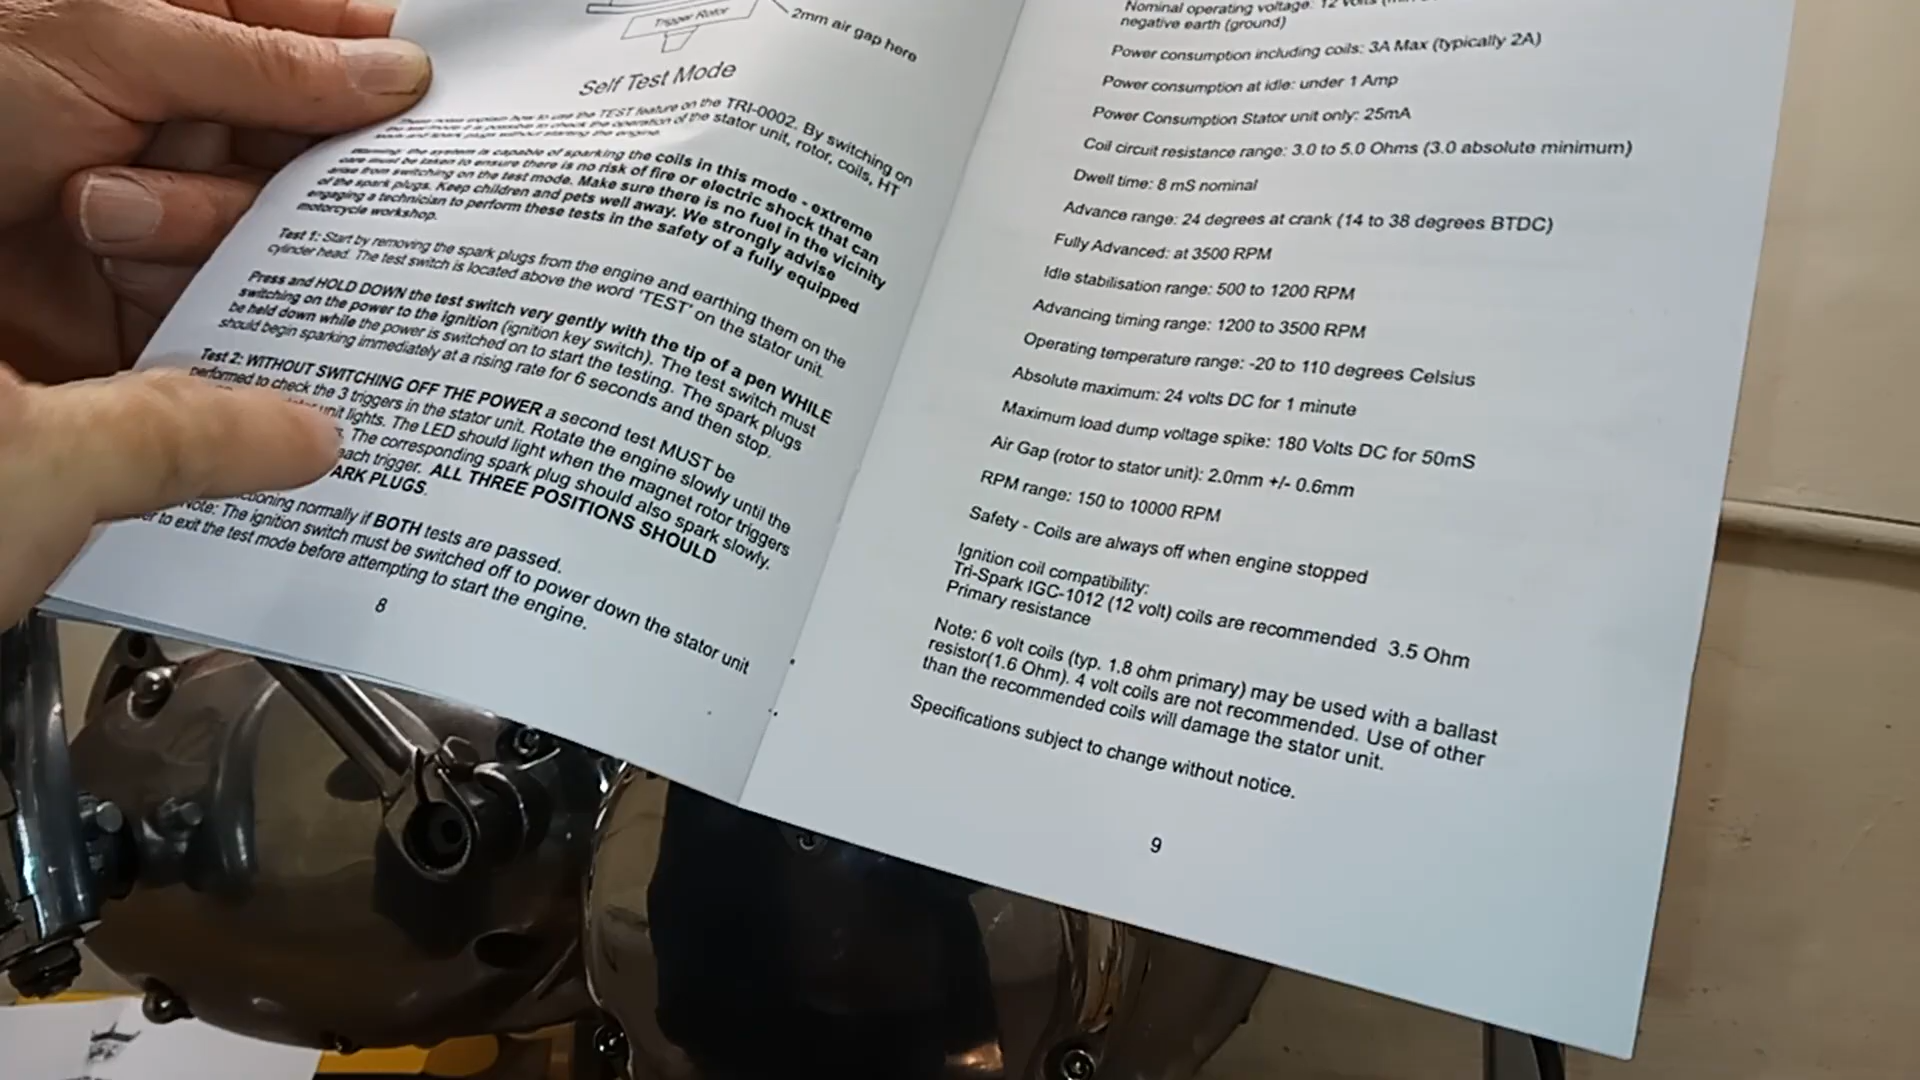 Trigger Rotor
2mm air gap here
Self Test Mode
These notes explain how to use the TEST feature on the TRI-0002. By switching on
the test mode it is possible to check the operation of the stator unit, rotor, coils, HT
leads and spark plugs without starting the engine.
Warning: the system is capable of sparking the coils in this mode - extreme
care must be taken to ensure there is no risk of fire or electric shock that can
arise from switching on the test mode. Make sure there is no fuel in the vicinity
of the spark plugs. Keep children and pets well away. We strongly advise
engaging a technician to perform these tests in the safety of a fully equipped
motorcycle workshop.
Test 1: Start by removing the spark plugs from the engine and earthing them on the
cylinder head. The test switch is located above the word 'TEST' on the stator unit.
Press and HOLD DOWN the test switch very gently with the tip of a pen WHILE
switching on the power to the ignition (ignition key switch). The test switch must
be held down while the power is switched on to start the testing. The spark plugs
should begin sparking immediately at a rising rate for 6 seconds and then stop.
Test 2: WITHOUT SWITCHING OFF THE POWER a second test MUST be
performed to check the 3 triggers in the stator unit. Rotate the engine slowly until the
unit lights. The LED should light when the magnet rotor triggers
The corresponding spark plug should also spark slowly.
each trigger. ALL THREE POSITIONS SHOULD
PARK PLUGS.
ctioning normally if BOTH tests are passed.
Note: The ignition switch must be switched off to power down the stator unit
to exit the test mode before attempting to start the engine.
8
Nominal operating voltage: 12 volts
negative earth (ground)
Power consumption including coils: 3A Max (typically 2A)
Power consumption at idle: under 1 Amp
Power Consumption Stator unit only: 25mA
Coil circuit resistance range: 3.0 to 5.0 Ohms (3.0 absolute minimum)
Dwell time: 8 mS nominal
Advance range: 24 degrees at crank (14 to 38 degrees BTDC)
Fully Advanced: at 3500 RPM
Idle stabilisation range: 500 to 1200 RPM
Advancing timing range: 1200 to 3500 RPM
Operating temperature range: -20 to 110 degrees Celsius
Absolute maximum: 24 volts DC for 1 minute
Maximum load dump voltage spike: 180 Volts DC for 50mS
Air Gap (rotor to stator unit): 2.0mm +/- 0.6mm
RPM range: 150 to 10000 RPM
Safety - Coils are always off when engine stopped
Ignition coil compatibility:
Tri-Spark IGC-1012 (12 volt) coils are recommended 3.5 Ohm
Primary resistance
Note: 6 volt coils (typ. 1.8 ohm primary) may be used with a ballast
resistor(1.6 Ohm). 4 volt coils are not recommended. Use of other
than the recommended coils will damage the stator unit.
Specifications subject to change without notice.
9